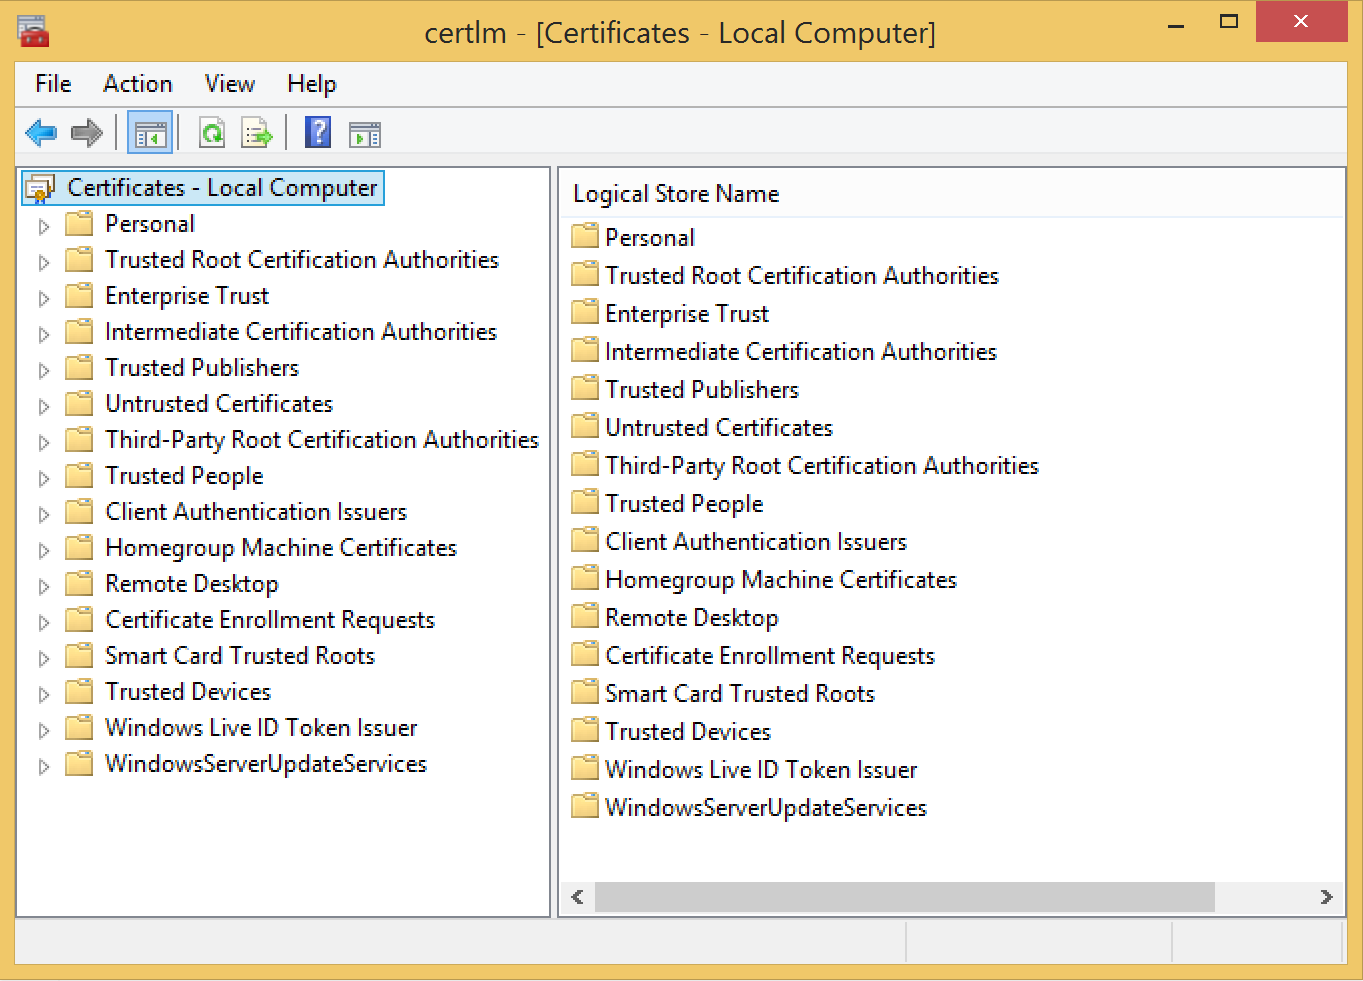 certlm - [Certificates - Local Computer]
File Action View Help
Certificates - Local Computer
Personal
Trusted Root Certification Authorities
Enterprise Trust
Intermediate Certification Authorities
Trusted Publishers
Untrusted Certificates
Third-Party Root Certification Authorities
Trusted People
Client Authentication Issuers
Homegroup Machine Certificates
Remote Desktop
Certificate Enrollment Requests
Smart Card Trusted Roots
Trusted Devices
Windows Live ID Token Issuer
WindowsServerUpdateServices
Logical Store Name
Personal
Trusted Root Certification Authorities
Enterprise Trust
Intermediate Certification Authorities
Trusted Publishers
Untrusted Certificates
Third-Party Root Certification Authorities
Trusted People
Client Authentication Issuers
Homegroup Machine Certificates
Remote Desktop
Certificate Enrollment Requests
Smart Card Trusted Roots
Trusted Devices
Windows Live ID Token Issuer
WindowsServerUpdateServices